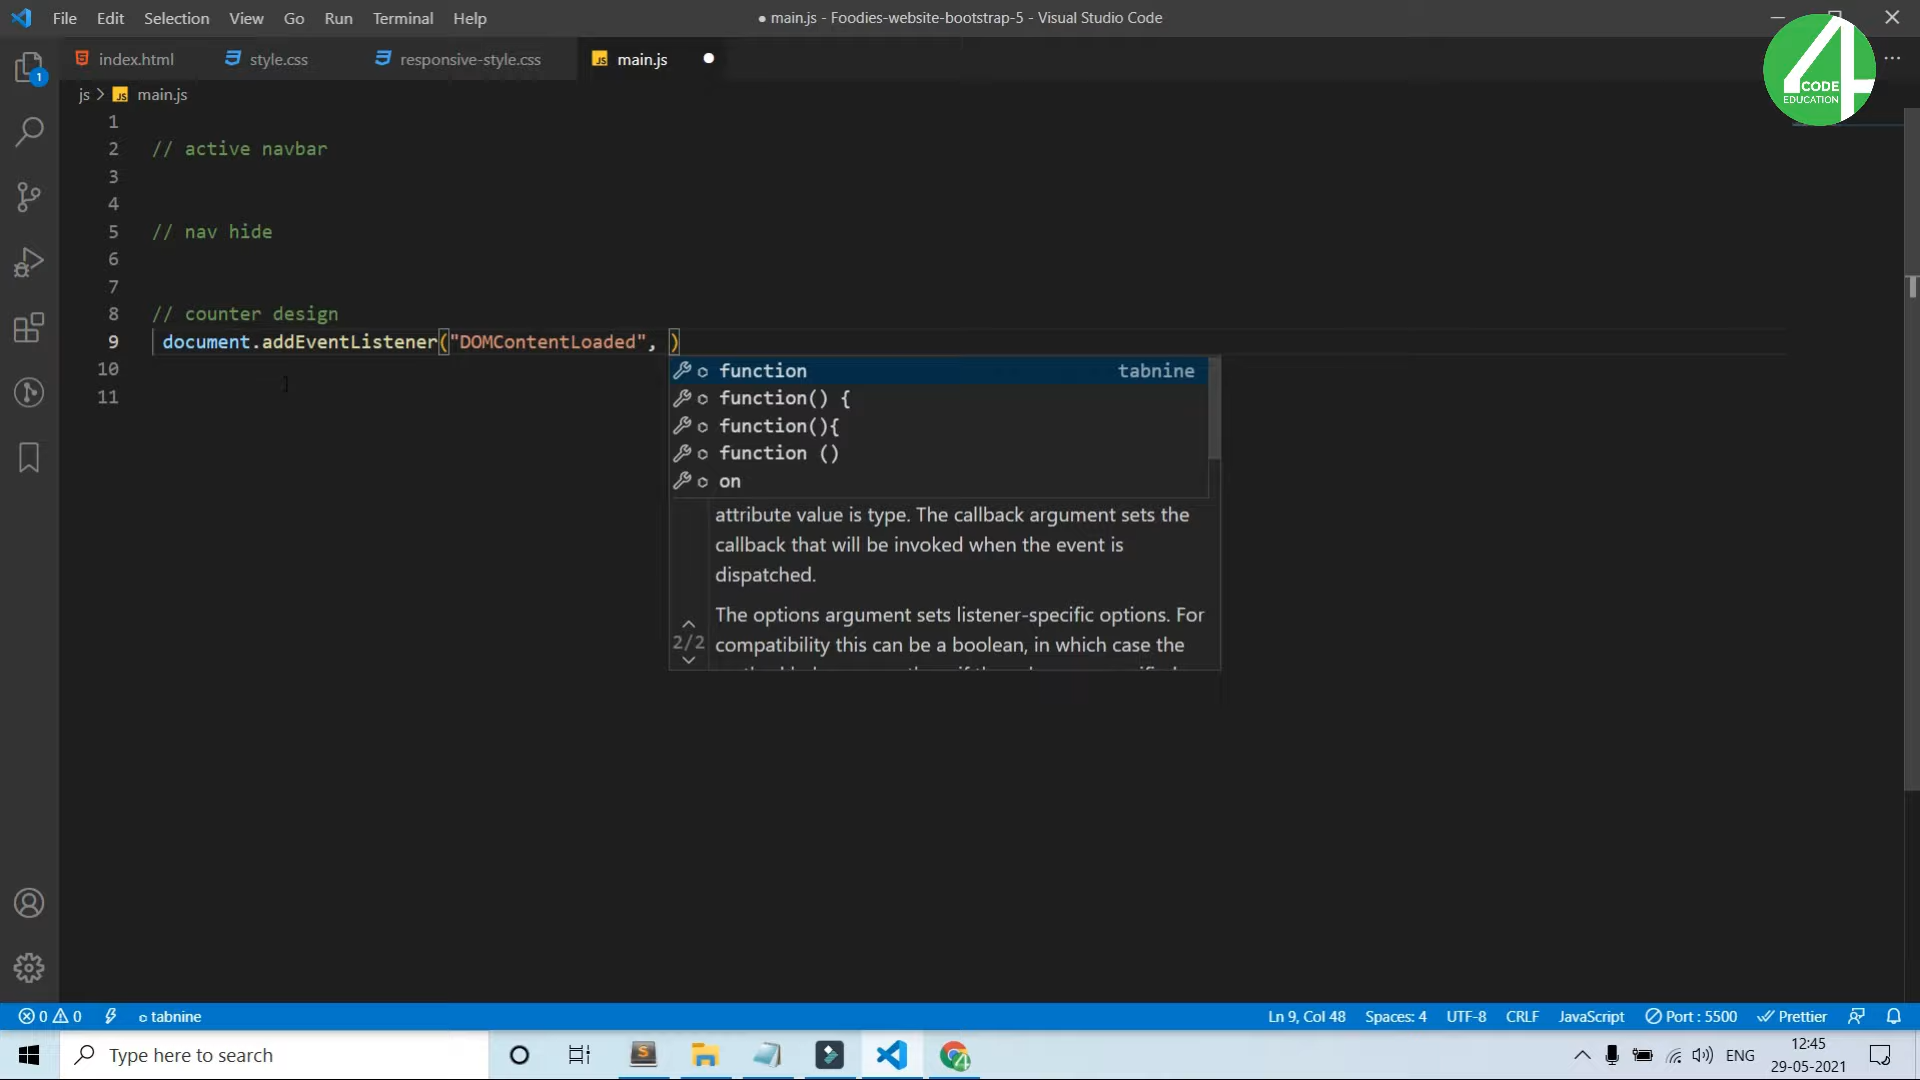 File Edit Selection View Go Run Terminal Help
● main.js - Foodies-website-bootstrap-5 - Visual Studio Code
index.html style.css responsive-style.css main.js
4 CODE EDUCATION
js > main.js
1
2 // active navbar
3
4
5 // nav hide
6
7
8 // counter design
9 document.addEventListener("DOMContentLoaded", )
10
11
function tabnine
function() {
function(){
function ()
on
attribute value is type. The callback argument sets the
callback that will be invoked when the event is
dispatched.
The options argument sets listener-specific options. For
2/2 compatibility this can be a boolean, in which case the
1
0 0 tabnine Ln 9, Col 48 Spaces: 4 UTF-8 CRLF JavaScript Port : 5500 Prettier
Type here to search
ENG
12:45
29-05-2021